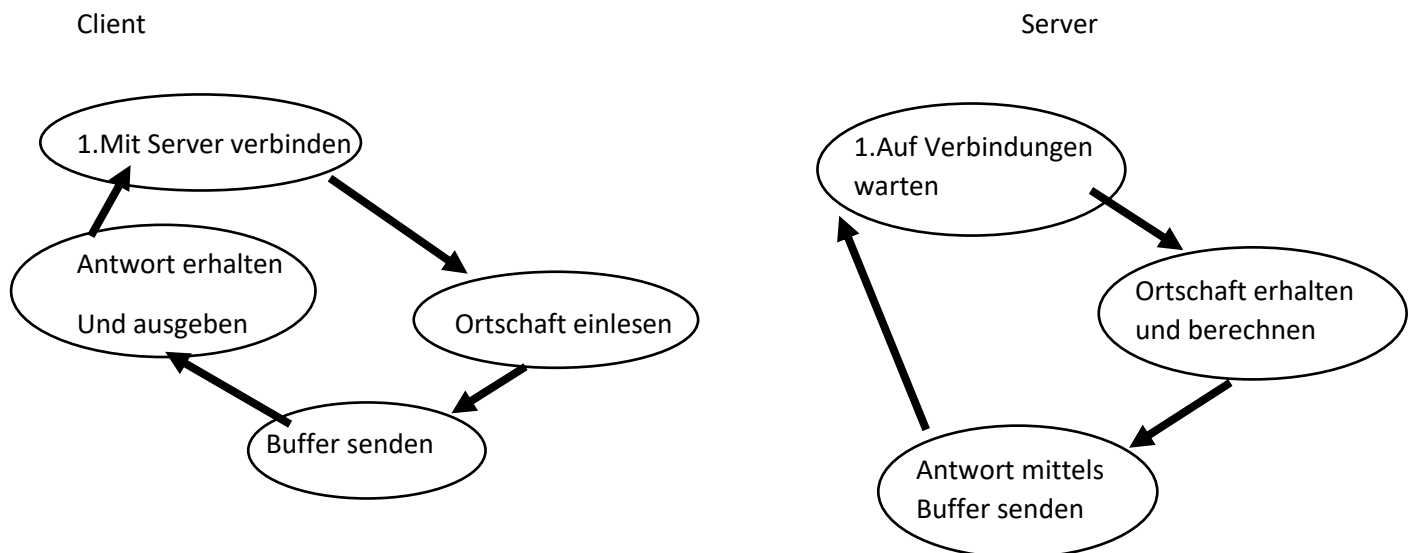 Client
1.Mit Server verbinden
Ortschaft einlesen
Buffer senden
Antwort erhalten
Und ausgeben
Server
1.Auf Verbindungen
warten
Ortschaft erhalten
und berechnen
Antwort mittels
Buffer senden